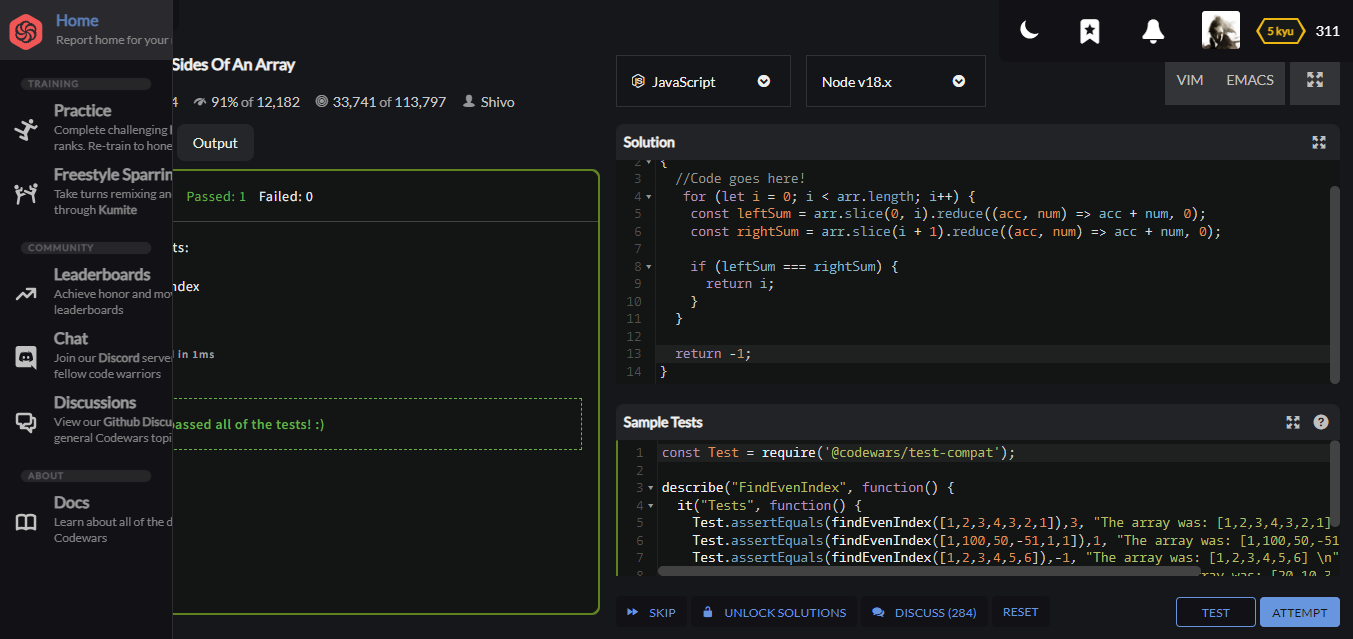 Home
Report home for your
TRAINING
Practice
Complete challenging
ranks. Re-train to hone
Freestyle Sparrin
Take turns remixing an
through Kumite
COMMUNITY
Leaderboards
Achieve honor and mov
leaderboards
Chat
Join our Discord serve
fellow code warriors
Discussions
View our Github Discu
general Codewars topi
ABOUT
Docs
Learn about all of the d
Codewars
Sides Of An Array
4 91% of 12,182 33,741 of 113,797 Shivo
Output
Passed: 1 Failed: 0
ts:
ndex
d in 1ms
passed all of the tests! :)
5 kyu 311
JavaScript
Node v18.x
VIM EMACS
Solution
2 {
3 //Code goes here!
4 for (let i = 0; i < arr.length; i++) {
5 const leftSum = arr.slice(0, i).reduce((acc, num) => acc + num, 0);
6 const rightSum = arr.slice(i + 1).reduce((acc, num) => acc + num, 0);
7
8 if (leftSum === rightSum) {
9 return i;
10 }
11 }
12
13 return -1;
14 }
Sample Tests
1 const Test = require('@codewars/test-compat');
2
3 describe("FindEvenIndex", function() {
4 it("Tests", function() {
5 Test.assertEquals(findEvenIndex([1,2,3,4,3,2,1]),3, "The array was: [1,2,3,4,3,2,1]
6 Test.assertEquals(findEvenIndex([1,100,50,-51,1,1]),1, "The array was: [1,100,50,-51
7 Test.assertEquals(findEvenIndex([1,2,3,4,5,6]),-1, "The array was: [1,2,3,4,5,6] \n"
8 rray was: [20,10,3
SKIP UNLOCK SOLUTIONS DISCUSS (284) RESET TEST ATTEMPT